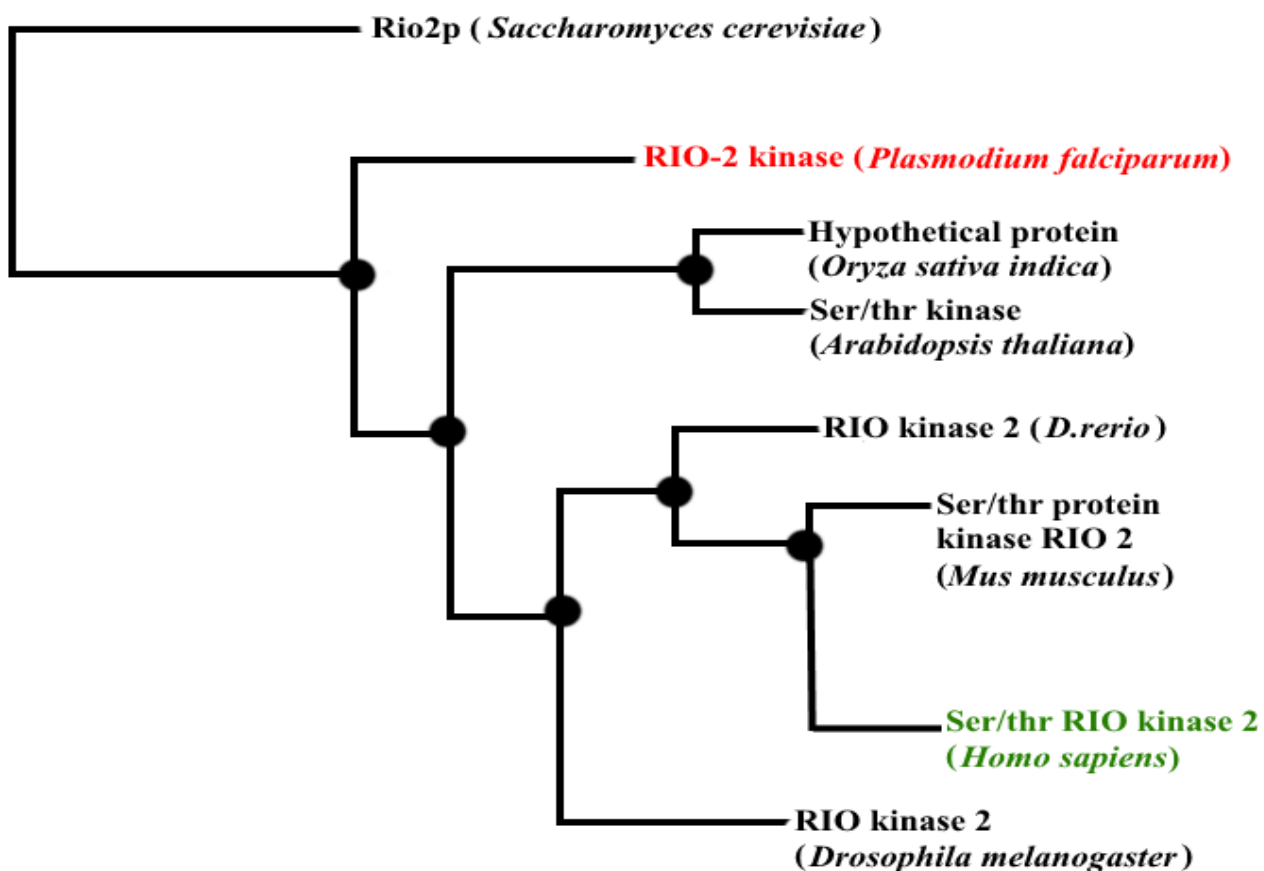 Rio2p ( Saccharomyces cerevisiae )
RIO-2 kinase (Plasmodium falciparum)
Hypothetical protein
(Oryza sativa indica)
Ser/thr kinase
(Arabidopsis thaliana)
RIO kinase 2 ( D.rerio )
Ser/thr protein
kinase RIO 2
(Mus musculus)
Ser/thr RIO kinase 2
(Homo sapiens)
RIO kinase 2
(Drosophila melanogaster)